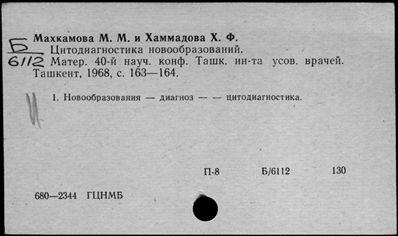 Махкамова М. М. и Хаммадова Х. Ф.
Б
6112
Цитодиагностика новообразований.
Матер. 40-й науч. конф. Ташк. ин-та усов. врачей.
Ташкент, 1968, с. 163—164.
1. Новообразования — диагноз — — цитодиагностика.
П-8 Б/6112 130
680—2344 ГЦНМБ